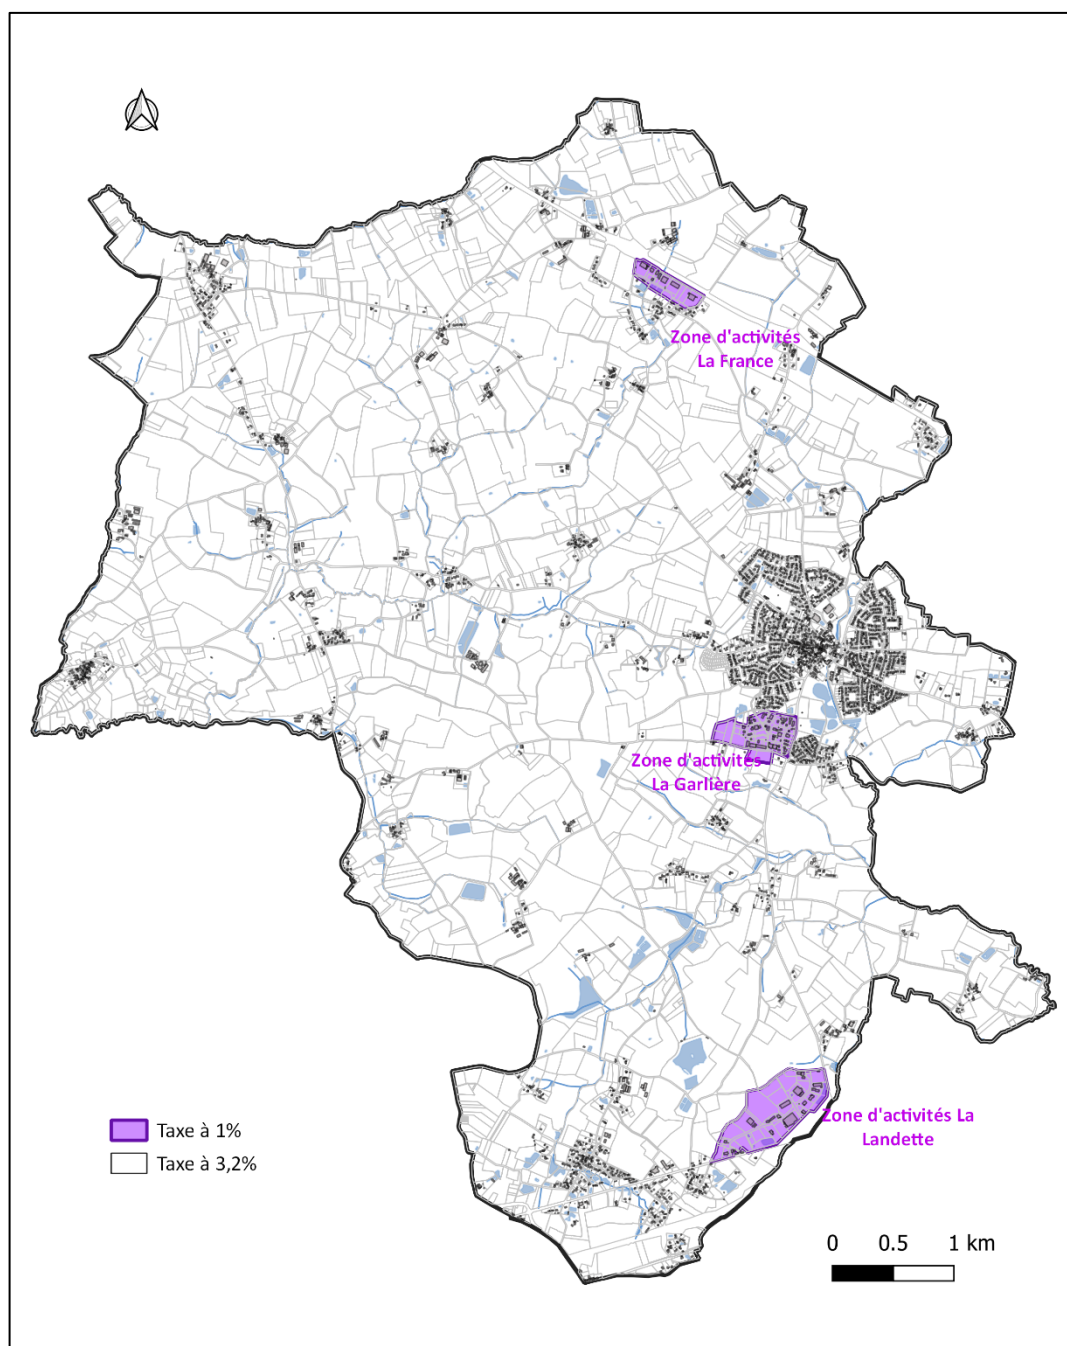 Zone d'activités
La France
Zone d'activités
La Garlière
Zone d'activités La
Landette
Taxe à 1%
Taxe à 3,2%
0 0.5 1 km